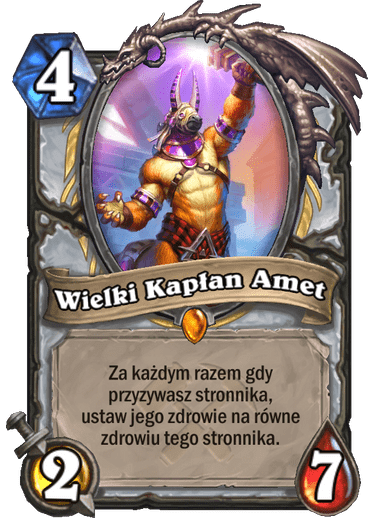 4
Wielki Kapłan Amet
Za każdym razem gdy
przyzywasz stronnika,
ustaw jego zdrowie na równe
zdrowiu tego stronnika.
2
7